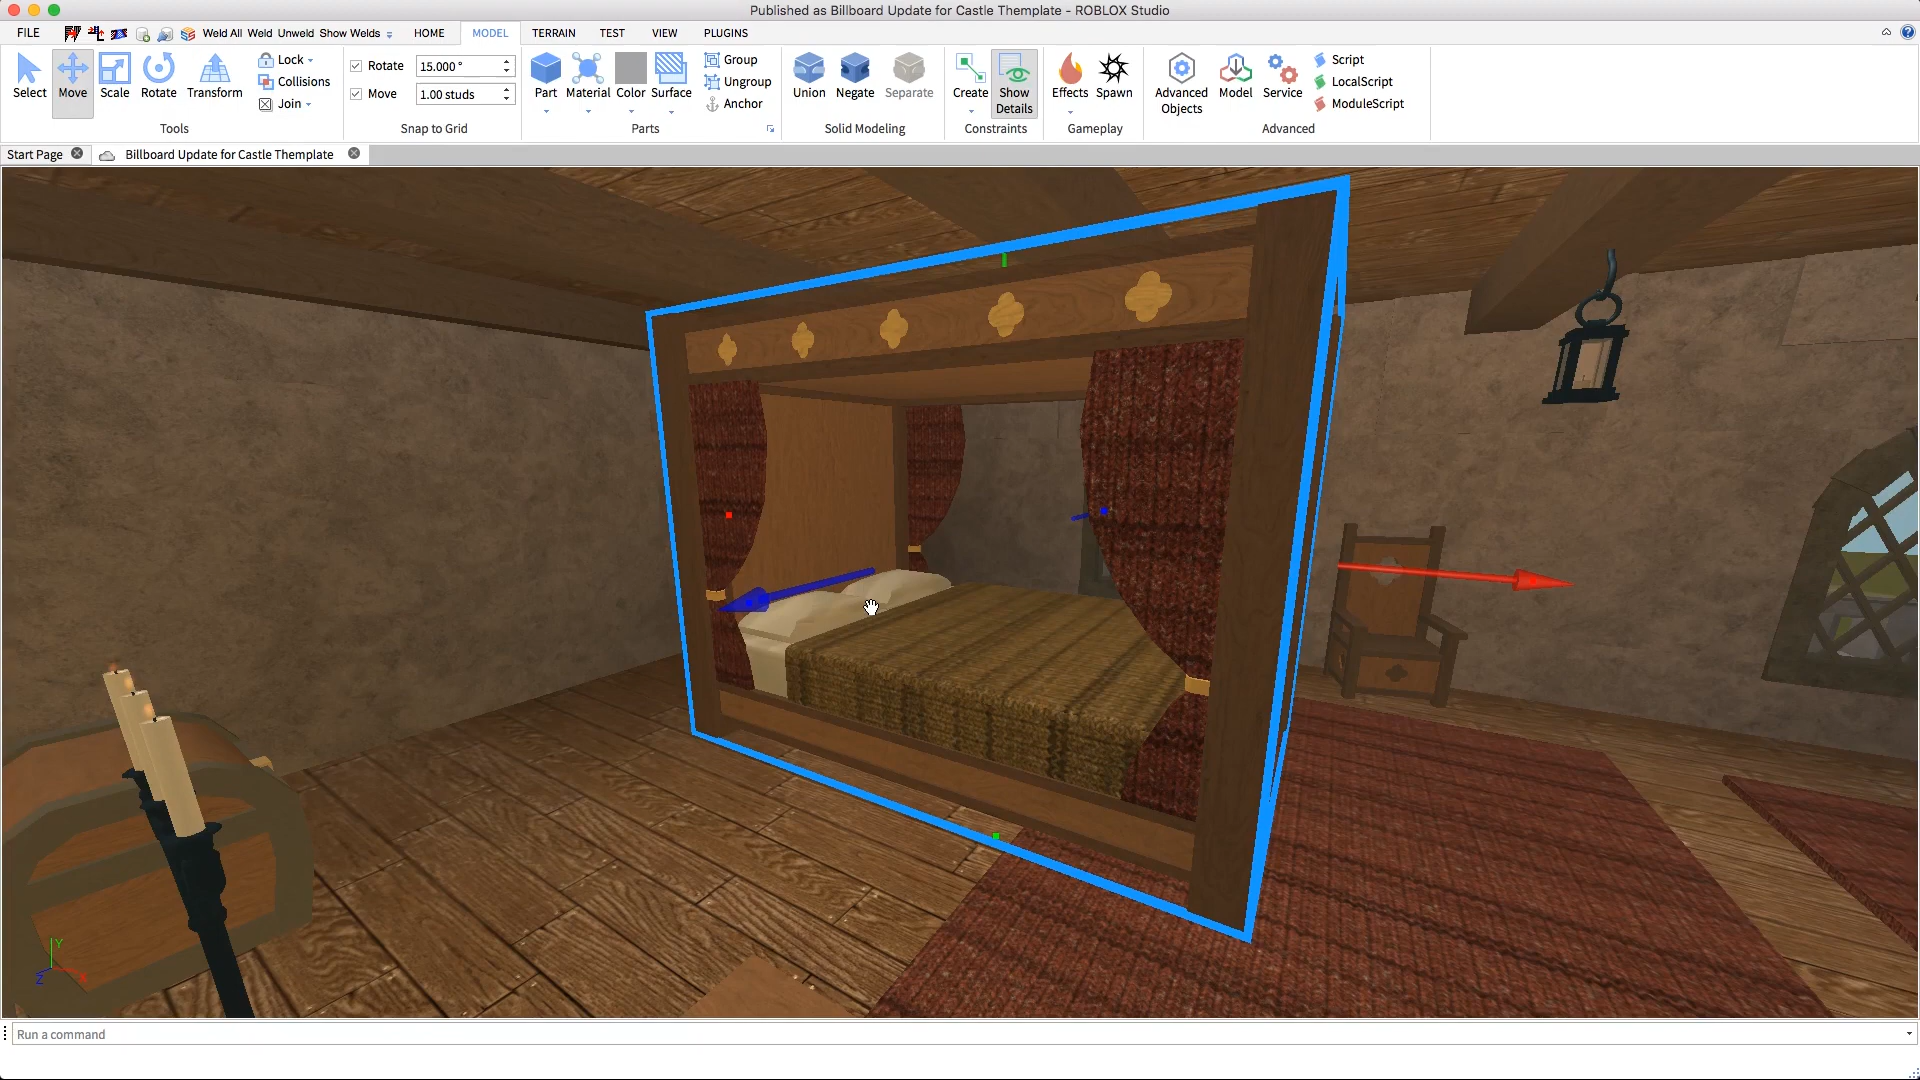 Published as Billboard Update for Castle Themplate - ROBLOX Studio
FILE Weld All Weld Unweld Show Welds HOME MODEL TERRAIN TEST VIEW PLUGINS
Select Move Scale Rotate Transform
Lock
Collisions
Join
Tools
Rotate 15.000 °
Move 1.00 studs
Snap to Grid
Part Material Color Surface
Group
Ungroup
Anchor
Parts
Union Negate Separate
Solid Modeling
Create Show Details
Constraints
Effects Spawn
Gameplay
Advanced Objects Model Service
Script
LocalScript
ModuleScript
Advanced
Start Page Billboard Update for Castle Themplate
Y
X
Z
Run a command